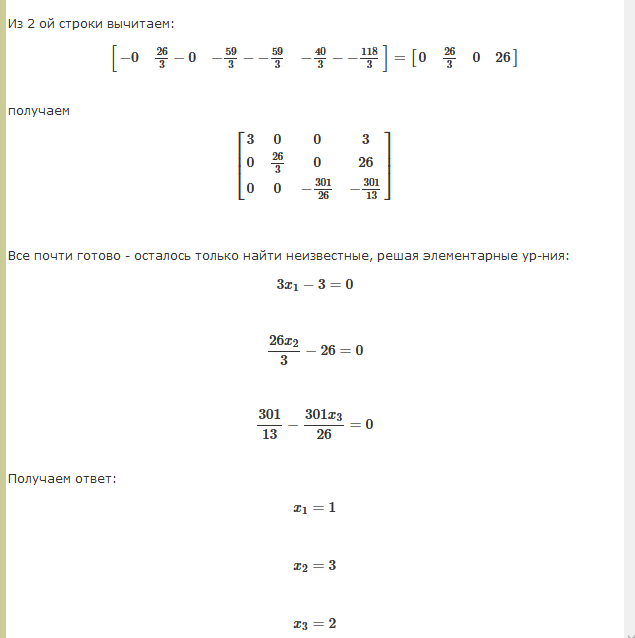 Из 2 ой строки вычитаем:
[ −0 26/3 − 0 −59/3 − −59/3 −40/3 − −118/3 ] = [ 0 26/3 0 26 ]
получаем
[ 3 0 0 3
0 26/3 0 26
0 0 −301/26 −301/13 ]
Все почти готово - осталось только найти неизвестные, решая элементарные ур-ния:
3x₁ − 3 = 0
26x₂/3 − 26 = 0
301/13 − 301x₃/26 = 0
Получаем ответ:
x₁ = 1
x₂ = 3
x₃ = 2